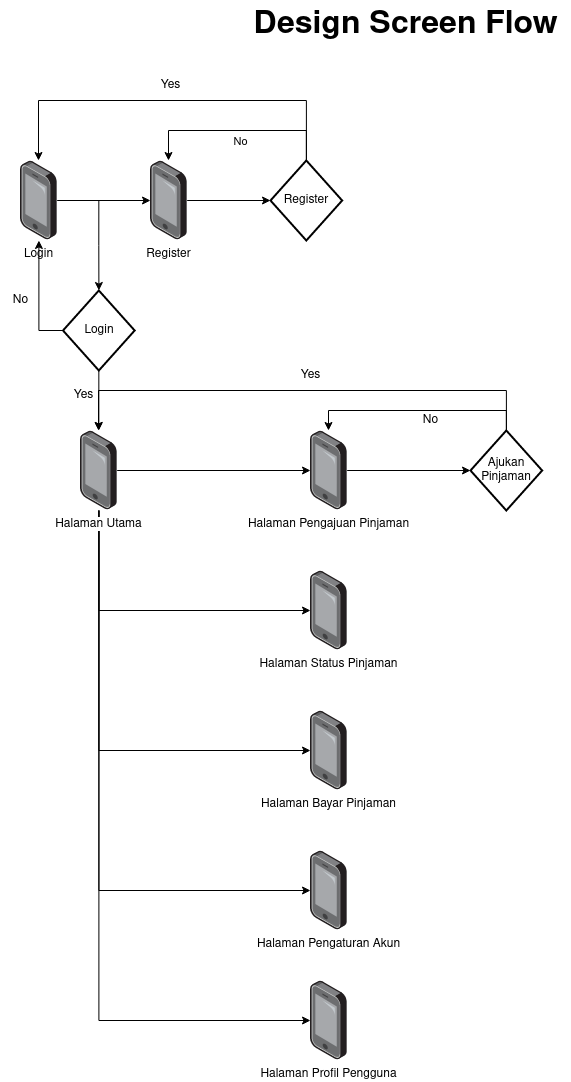 Design Screen Flow
Yes
No
Register
Login
Register
No
Login
Yes
Yes
No
Ajukan
Pinjaman
Halaman Utama
Halaman Pengajuan Pinjaman
Halaman Status Pinjaman
Halaman Bayar Pinjaman
Halaman Pengaturan Akun
Halaman Profil Pengguna